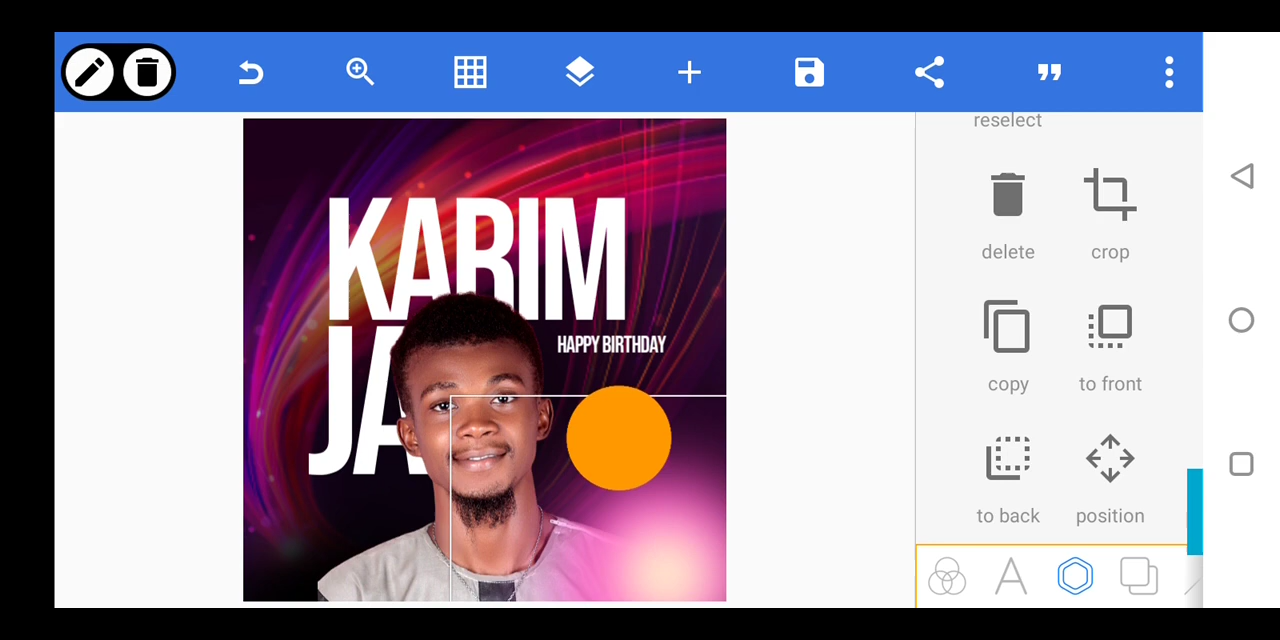 reselect
delete
crop
copy
to front
to back
position
KARIM
JA
HAPPY BIRTHDAY